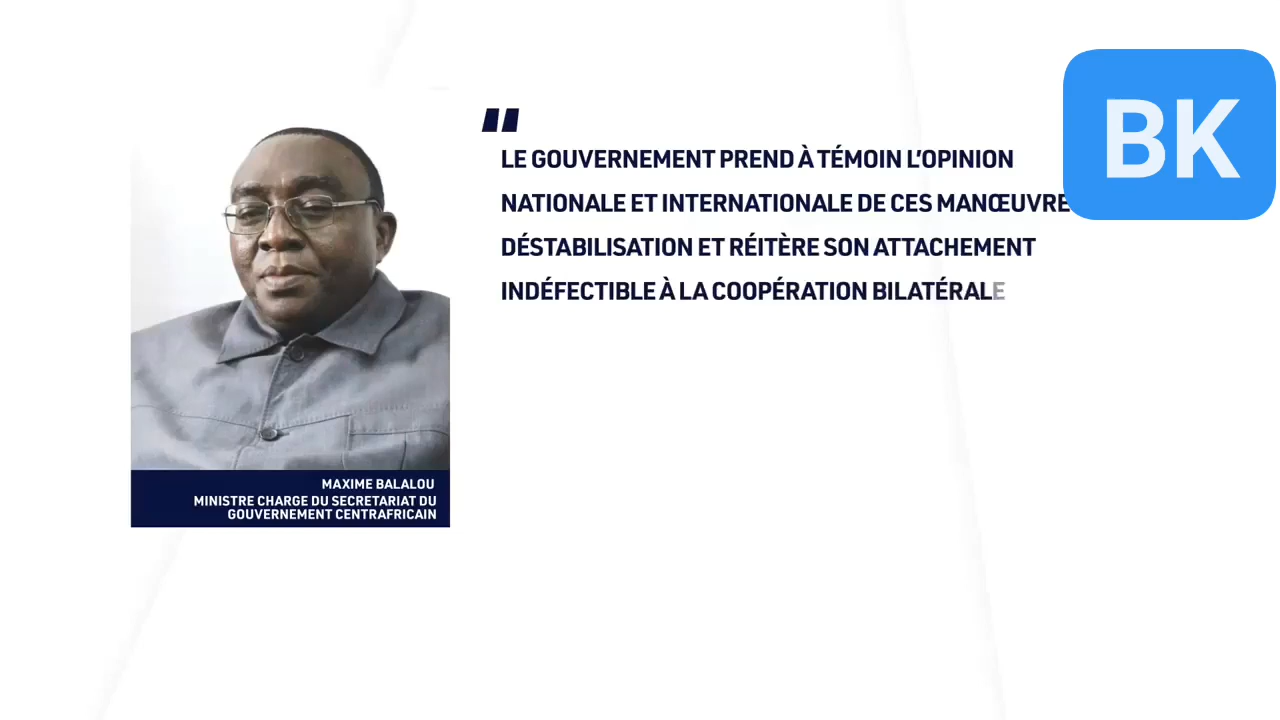 BK
LE GOUVERNEMENT PREND À TÉMOIN L'OPINION
NATIONALE ET INTERNATIONALE DE CES MANŒUVRE
DÉSTABILISATION ET RÉITÈRE SON ATTACHEMENT
INDÉFECTIBLE À LA COOPÉRATION BILATÉRALE
MAXIME BALALOU
MINISTRE CHARGE DU SECRETARIAT DU
GOUVERNEMENT CENTRAFRICAIN